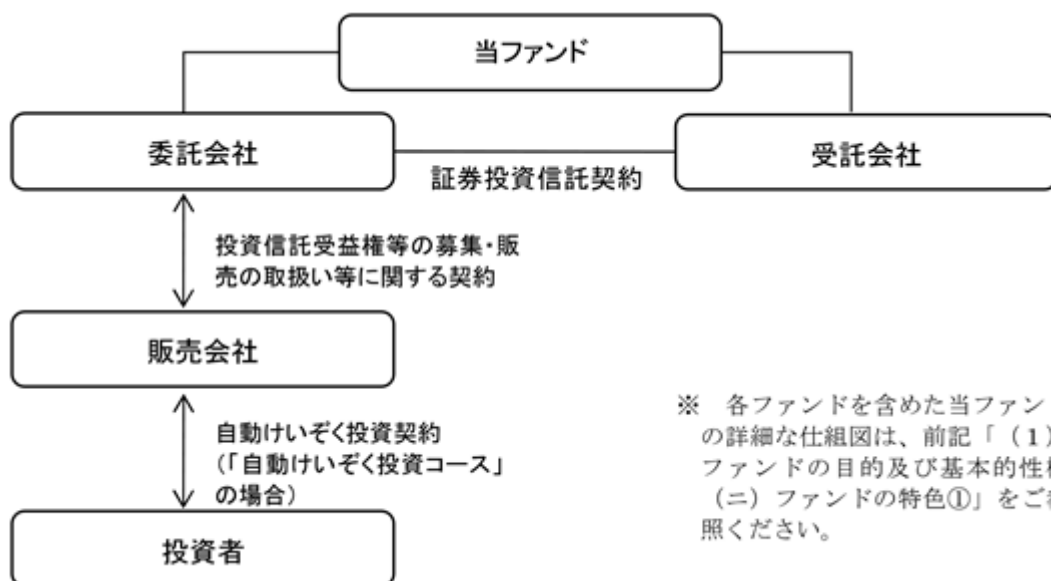 当ファンド
委託会社
受託会社
証券投資信託契約
投資信託受益権等の募集・販
売の取扱い等に関する契約
販売会社
自動けいぞく投資契約
(「自動けいぞく投資コース」
の場合)
投資者
※ 各ファンドを含めた当ファン
の詳細な仕組図は、前記「(1)
ファンドの目的及び基本的性
(ニ)ファンドの特色①」をご
照ください。